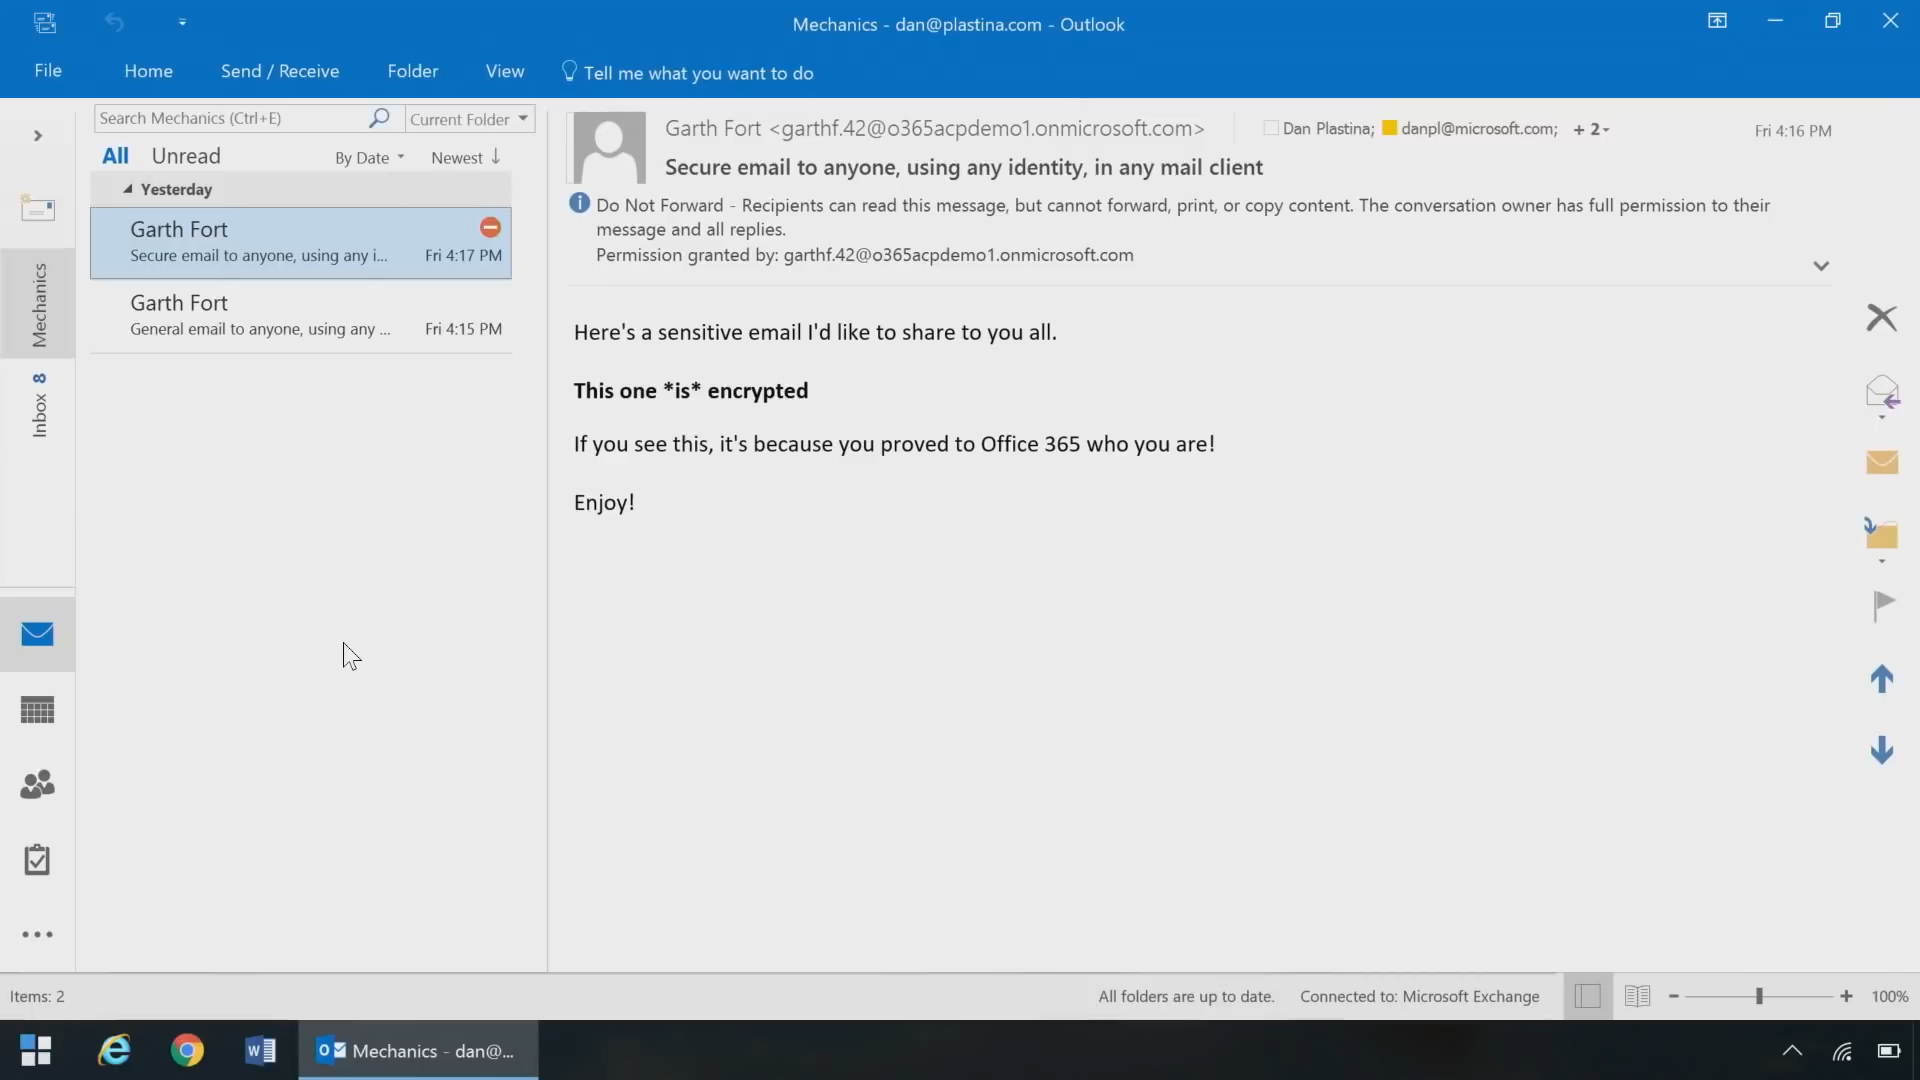 Mechanics - dan@plastina.com - Outlook
File Home Send / Receive Folder View Tell me what you want to do
Search Mechanics (Ctrl+E) Current Folder
All Unread By Date Newest
Yesterday
Garth Fort
Secure email to anyone, using any i... Fri 4:17 PM
Garth Fort
General email to anyone, using any ... Fri 4:15 PM
Mechanics
Inbox 8
Garth Fort <garthf.42@o365acpdemo1.onmicrosoft.com> Dan Plastina; danpl@microsoft.com; + 2 Fri 4:16 PM
Secure email to anyone, using any identity, in any mail client
Do Not Forward - Recipients can read this message, but cannot forward, print, or copy content. The conversation owner has full permission to their
message and all replies.
Permission granted by: garthf.42@o365acpdemo1.onmicrosoft.com
Here's a sensitive email I'd like to share to you all.
This one *is* encrypted
If you see this, it's because you proved to Office 365 who you are!
Enjoy!
Items: 2 All folders are up to date. Connected to: Microsoft Exchange 100%
Mechanics - dan@...